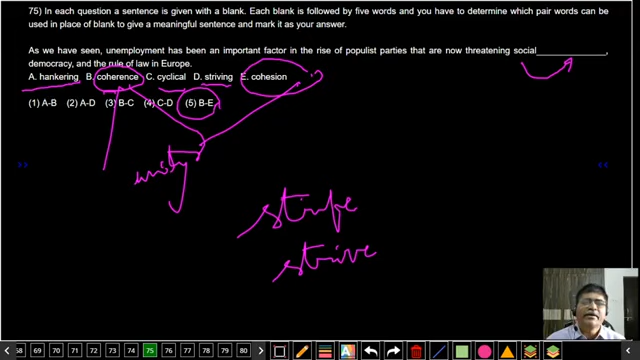 75) In each question a sentence is given with a blank. Each blank is followed by five words and you have to determine which pair words can be
used in place of blank to give a meaningful sentence and mark it as your answer.
As we have seen, unemployment has been an important factor in the rise of populist parties that are now threatening social____________,
democracy, and the rule of law in Europe.
A. hankering B. coherence C. cyclical D. striving E. cohesion
(1) A-B (2) A-D (3) B-C (4) C-D (5) B-E
unity
strife
strive
68 69 70 71 72 73 74 75 76 77 78 79 80